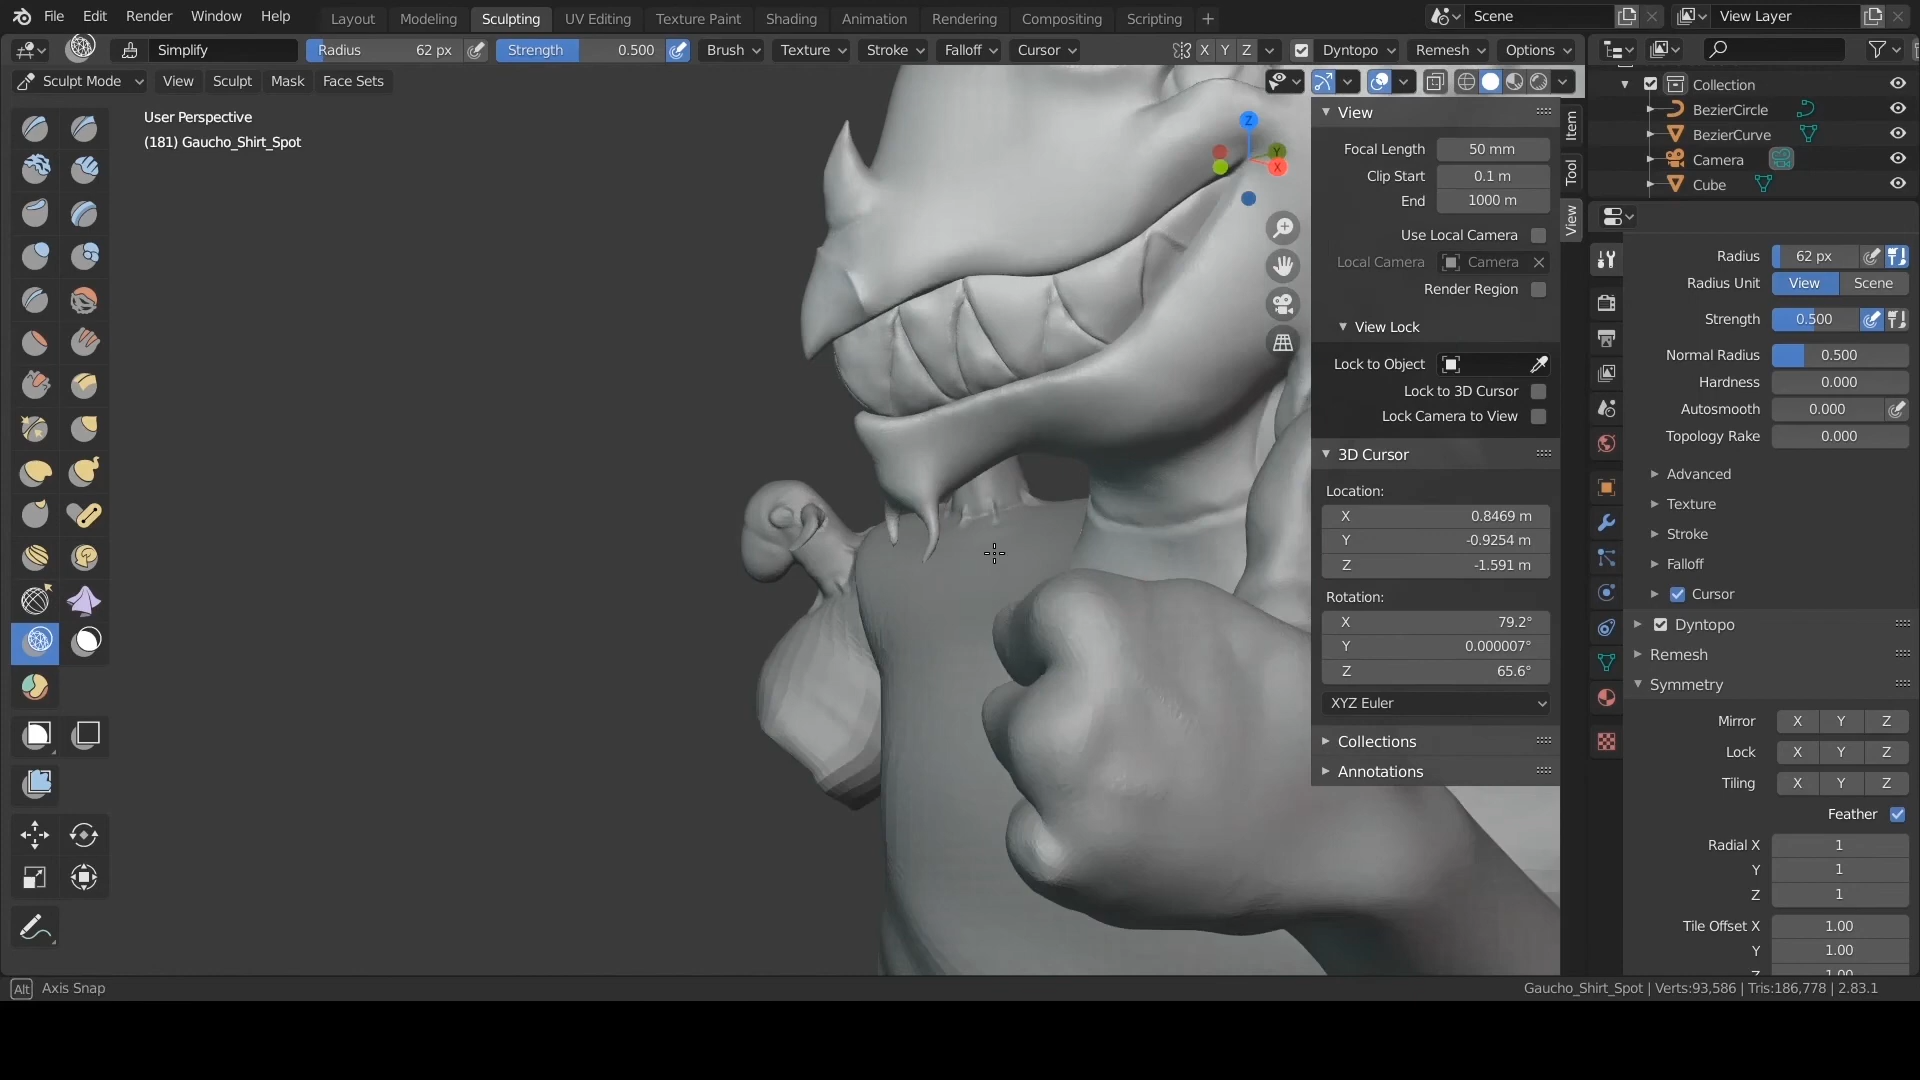 File Edit Render Window Help Layout Modeling Sculpting UV Editing Texture Paint Shading Animation Rendering Compositing Scripting + Scene View Layer
Simplify Radius 62 px Strength 0.500 Brush Texture Stroke Falloff Cursor X Y Z Dyntopo Remesh Options
Sculpt Mode View Sculpt Mask Face Sets
User Perspective
(181) Gaucho_Shirt_Spot
Z
Y
X
View
Focal Length 50 mm
Clip Start 0.1 m
End 1000 m
Use Local Camera
Local Camera Camera
Render Region
View Lock
Lock to Object
Lock to 3D Cursor
Lock Camera to View
3D Cursor
Location:
X 0.8469 m
Y -0.9254 m
Z -1.591 m
Rotation:
X 79.2°
Y 0.000007°
Z 65.6°
XYZ Euler
Collections
Annotations
Item
Tool
View
Collection
BezierCircle
BezierCurve
Camera
Cube
Radius 62 px
Radius Unit View Scene
Strength 0.500
Normal Radius 0.500
Hardness 0.000
Autosmooth 0.000
Topology Rake 0.000
Advanced
Texture
Stroke
Falloff
Cursor
Dyntopo
Remesh
Symmetry
Mirror X Y Z
Lock X Y Z
Tiling X Y Z
Feather
Radial X 1
Y 1
Z 1
Tile Offset X 1.00
Y 1.00
Z 1.00
Alt Axis Snap
Gaucho_Shirt_Spot | Verts:93,586 | Tris:186,778 | 2.83.1